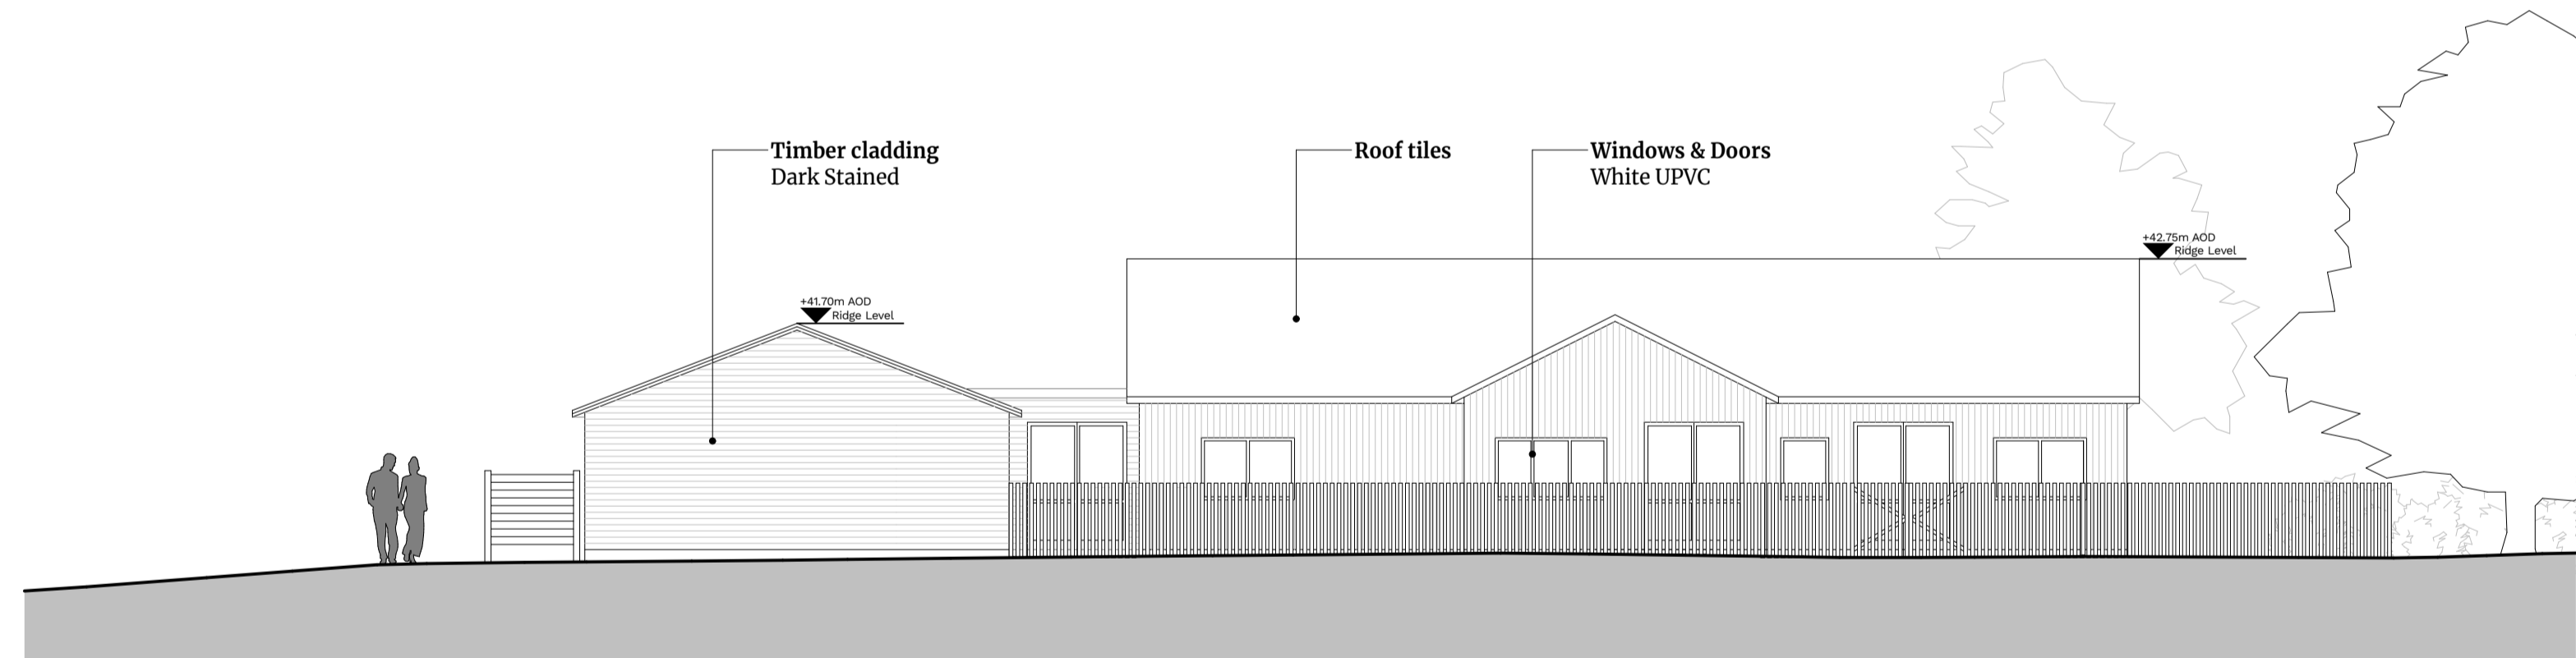 Timber cladding
Dark Stained
Roof tiles
Windows & Doors
White UPVC
+42.75m AOD
Ridge Level
+41.70m AOD
Ridge Level